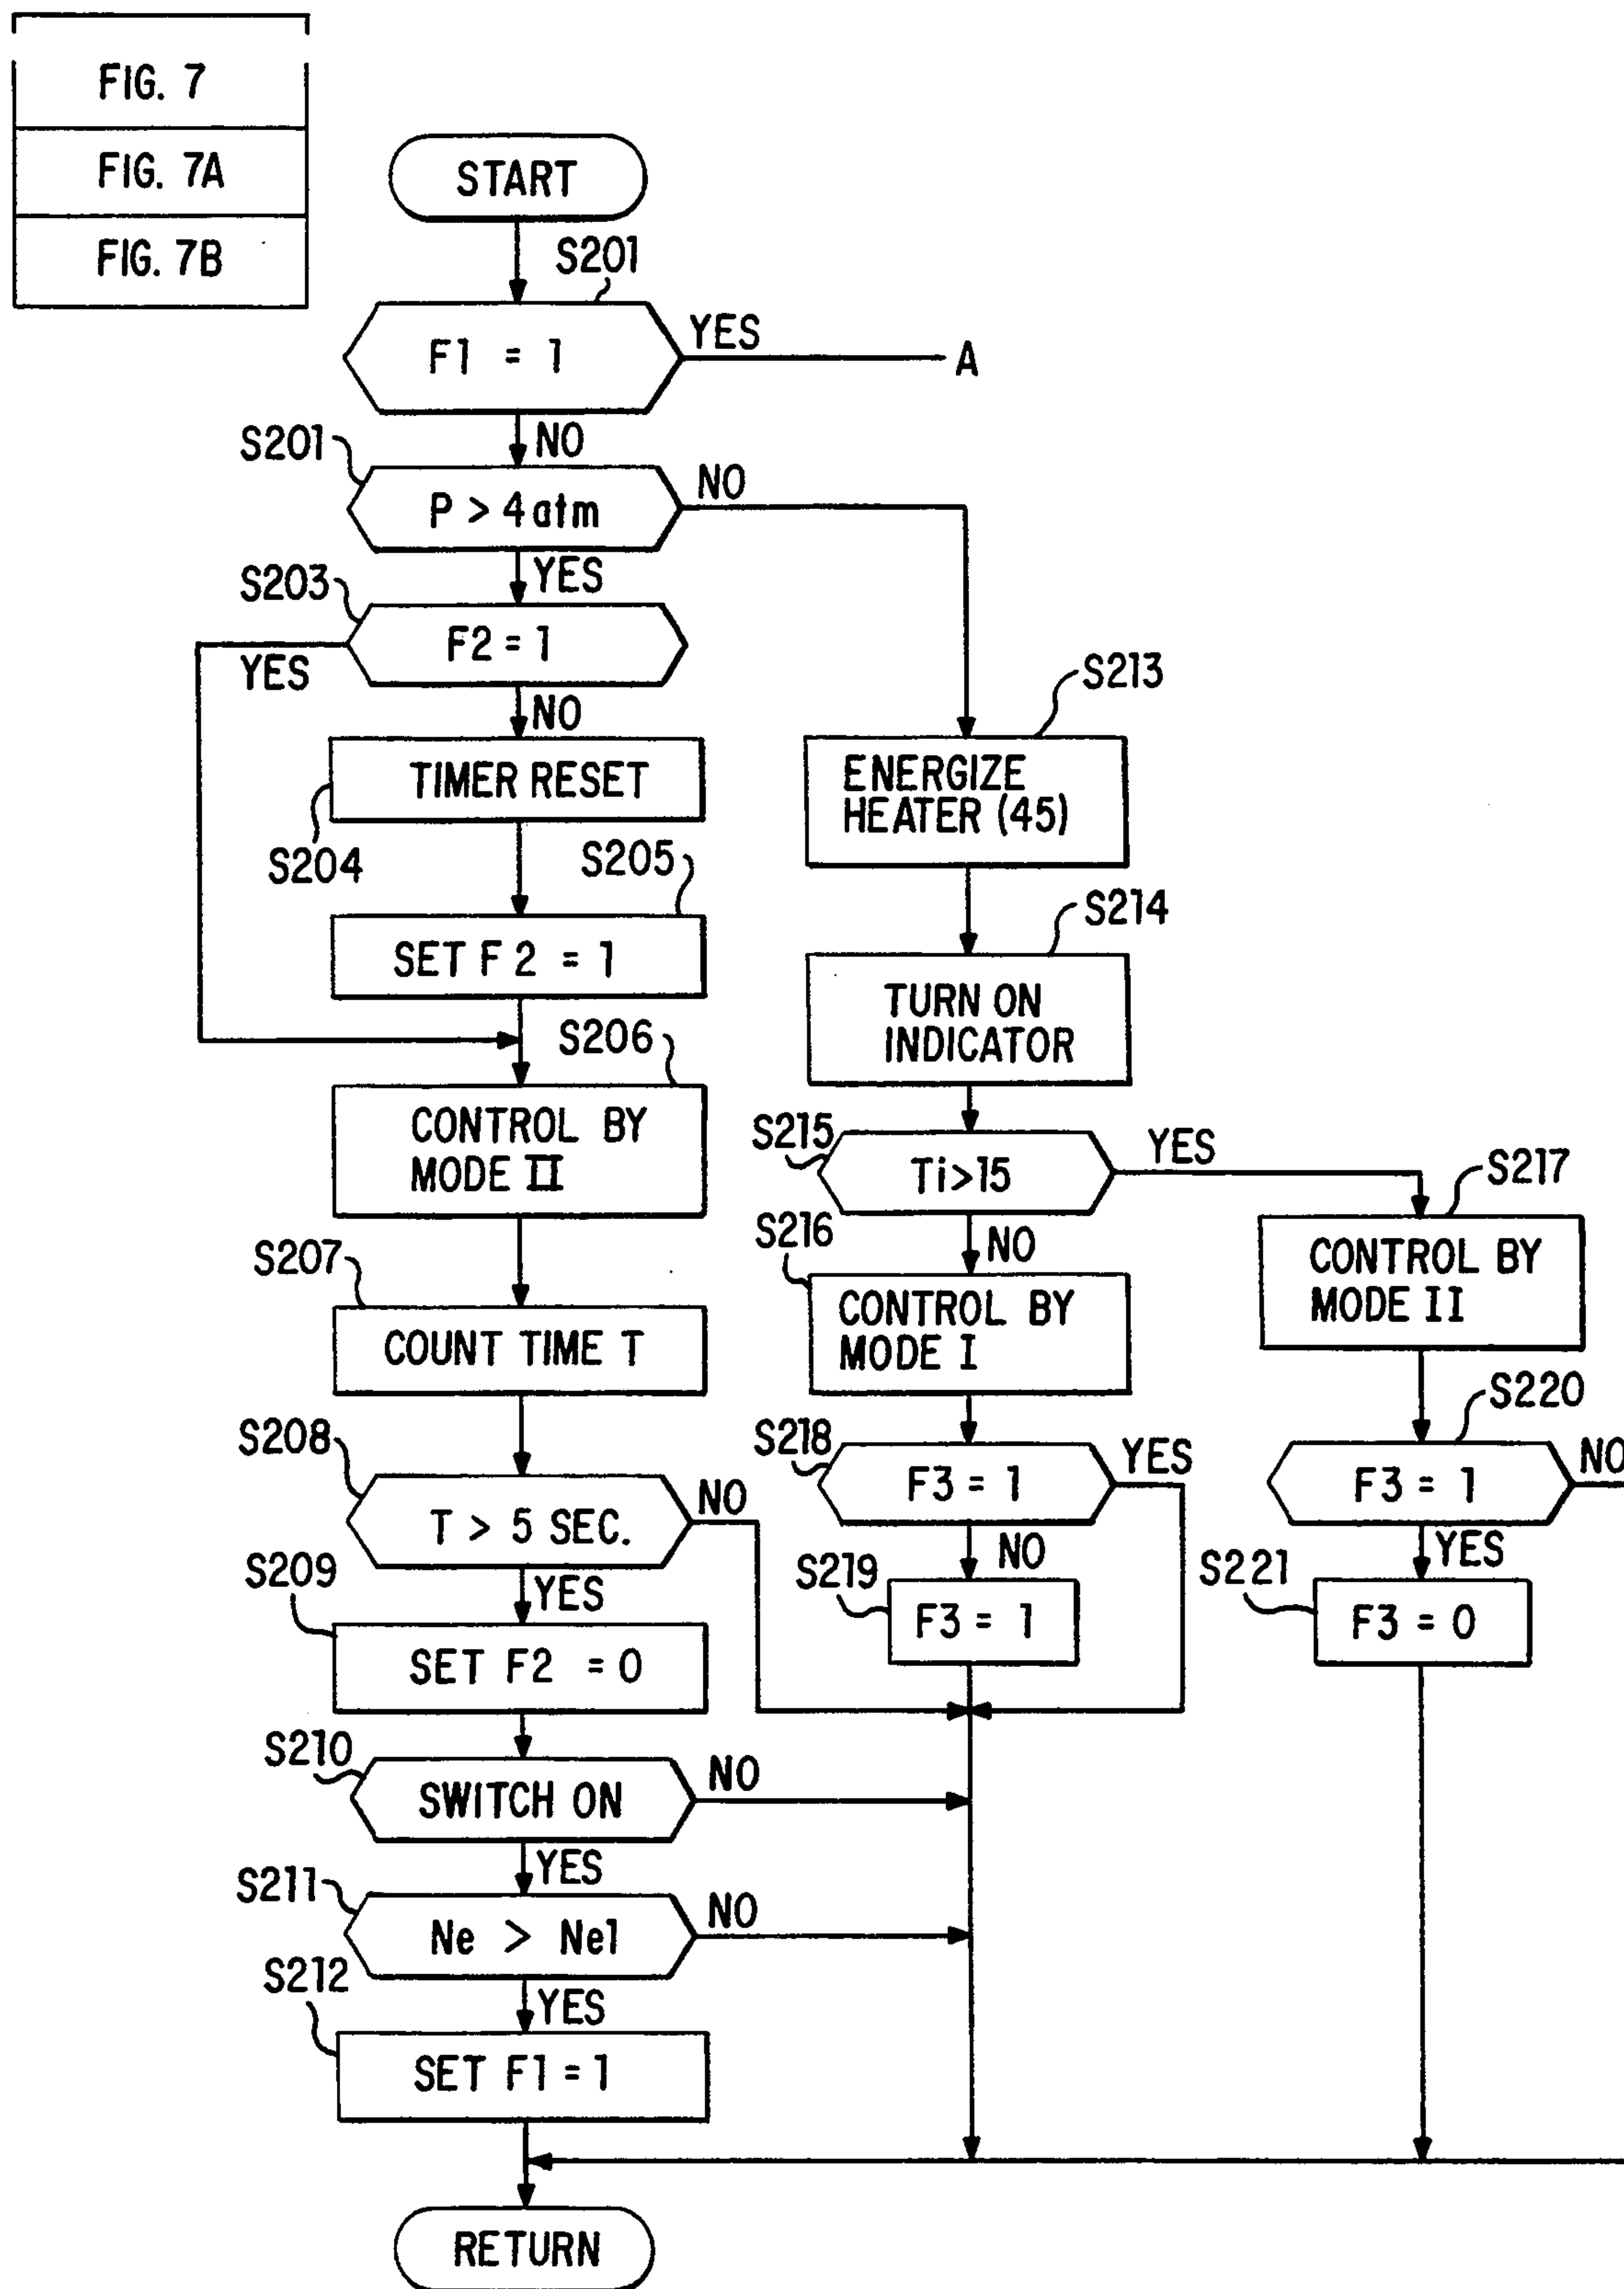 FIG. 7
FIG. 7A
FIG. 7B
START
S201
F1 = 1
YES
A
NO
S201
P > 4 atm
NO
YES
S203
F2 = 1
YES
NO
TIMER RESET
S204
S205
SET F 2 = 1
S206
CONTROL BY
MODE II
S207
COUNT TIME T
S208
T > 5 SEC.
NO
YES
S209
SET F2 = 0
S210
SWITCH ON
NO
YES
S211
Ne > Ne1
NO
YES
S212
SET F1 = 1
RETURN
S213
ENERGIZE
HEATER (45)
S214
TURN ON
INDICATOR
S215
Ti>15
YES
NO
S216
CONTROL BY
MODE I
S218
F3 = 1
YES
NO
S219
F3 = 1
S217
CONTROL BY
MODE II
S220
F3 = 1
NO
YES
S221
F3 = 0